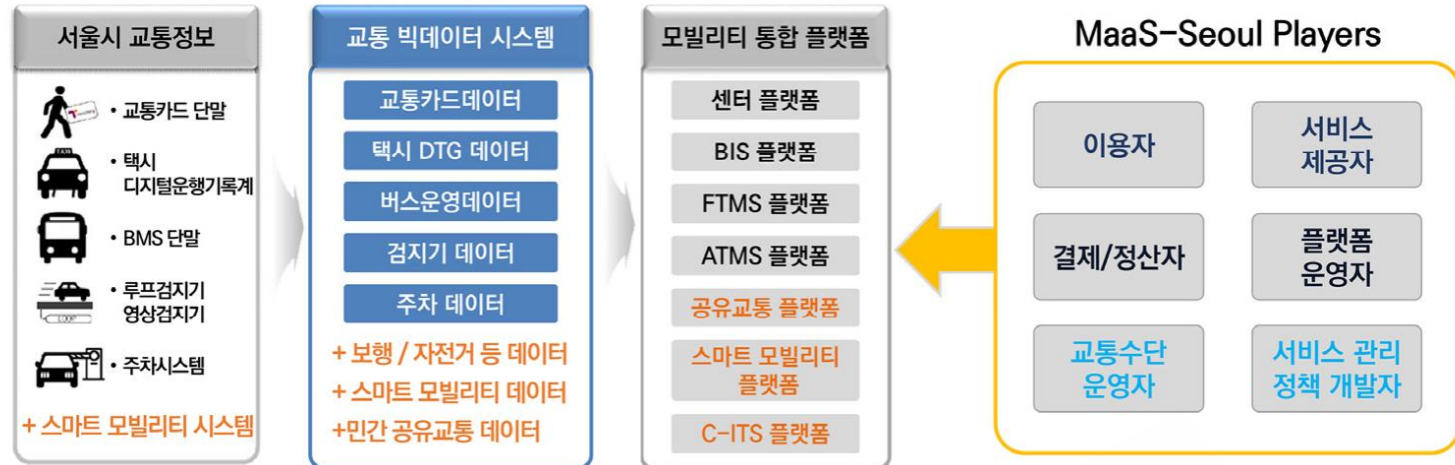 서울시 교통정보
• 교통카드 단말
• 택시
디지털운행기록계
• BMS 단말
• 루프검지기
영상검지기
• 주차시스템
+ 스마트 모빌리티 시스템
교통 빅데이터 시스템
교통카드데이터
택시 DTG 데이터
버스운영데이터
검지기 데이터
주차 데이터
+ 보행 / 자전거 등 데이터
+ 스마트 모빌리티 데이터
+민간 공유교통 데이터
모빌리티 통합 플랫폼
센터 플랫폼
BIS 플랫폼
FTMS 플랫폼
ATMS 플랫폼
공유교통 플랫폼
스마트 모빌리티
플랫폼
C-ITS 플랫폼
MaaS-Seoul Players
이용자
서비스
제공자
결제/정산자
플랫폼
운영자
교통수단
운영자
서비스 관리
정책 개발자